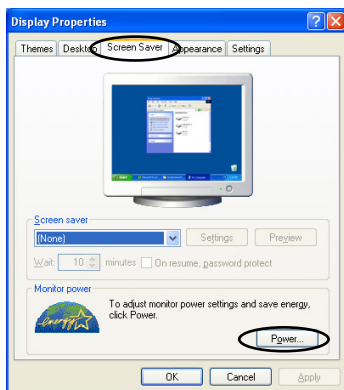 Display Properties
Themes Desktop Screen Saver Appearance Settings
Screen saver
(None) Settings Preview
Wait: 10 minutes On resume, password protect
Monitor power
To adjust monitor power settings and save energy,
click Power.
energy
Power...
OK Cancel Apply